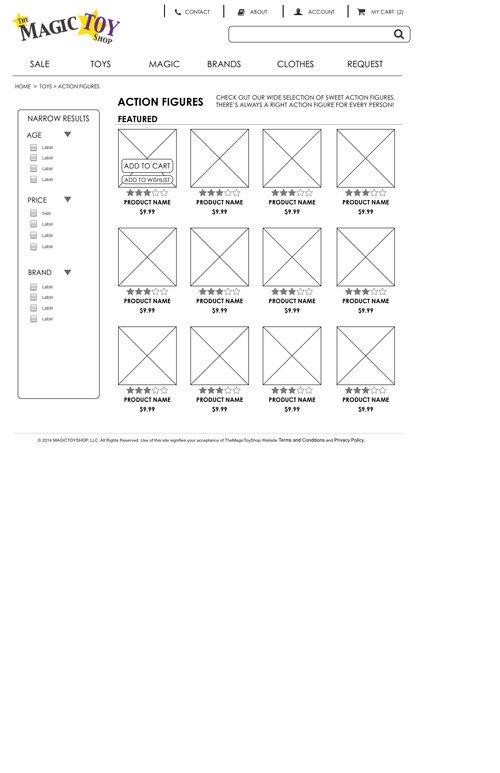 THE
MAGIC TOY
SHOP
CONTACT
ABOUT
ACCOUNT
MY CART (2)
SALE
TOYS
MAGIC
BRANDS
CLOTHES
REQUEST
HOME > TOYS > ACTION FIGURES
ACTION FIGURES
CHECK OUT OUR WIDE SELECTION OF SWEET ACTION FIGURES.
THERE'S ALWAYS A RIGHT ACTION FIGURE FOR EVERY PERSON!
NARROW RESULTS
AGE
Label
Label
Label
Label
PRICE
Sale
Label
Label
Label
BRAND
Label
Label
Label
Label
FEATURED
ADD TO CART
ADD TO WISHLIST
PRODUCT NAME
$9.99
PRODUCT NAME
$9.99
PRODUCT NAME
$9.99
PRODUCT NAME
$9.99
PRODUCT NAME
$9.99
PRODUCT NAME
$9.99
PRODUCT NAME
$9.99
PRODUCT NAME
$9.99
PRODUCT NAME
$9.99
PRODUCT NAME
$9.99
PRODUCT NAME
$9.99
PRODUCT NAME
$9.99
© 2014 MAGICTOYSHOP, LLC. All Rights Reserved. Use of this site signifies your acceptance of TheMagicToyShop Website Terms and Conditions and Privacy Policy.